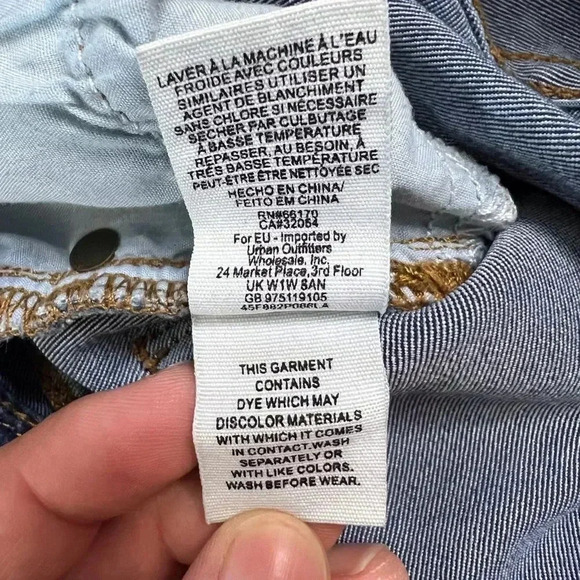 LAVER À LA MACHINE À L'EAU
FROIDE AVEC COULEURS
SIMILAIRES UTILISER UN
AGENT DE BLANCHIMENT
SANS CHLORE SI NÉCESSAIRE
SÉCHER PAR CULBUTAGE
À BASSE TEMPÉRATURE
REPASSER, AU BESOIN, À
TRÈS BASSE TEMPÉRATURE
PEUT-ÊTRE ÊTRE NETTOYÉE SEC
HECHO EN CHINA/
FEITO EM CHINA
RN#66170
CA#32054
For EU - Imported by
Urban Outfitters
Wholesale, Inc.
24 Market Place, 3rd Floor
UK W1W 8AN
GB 975119105
THIS GARMENT
CONTAINS
DYE WHICH MAY
DISCOLOR MATERIALS
WITH WHICH IT COMES
IN CONTACT.WASH
SEPARATELY OR
WITH LIKE COLORS.
WASH BEFORE WEAR.